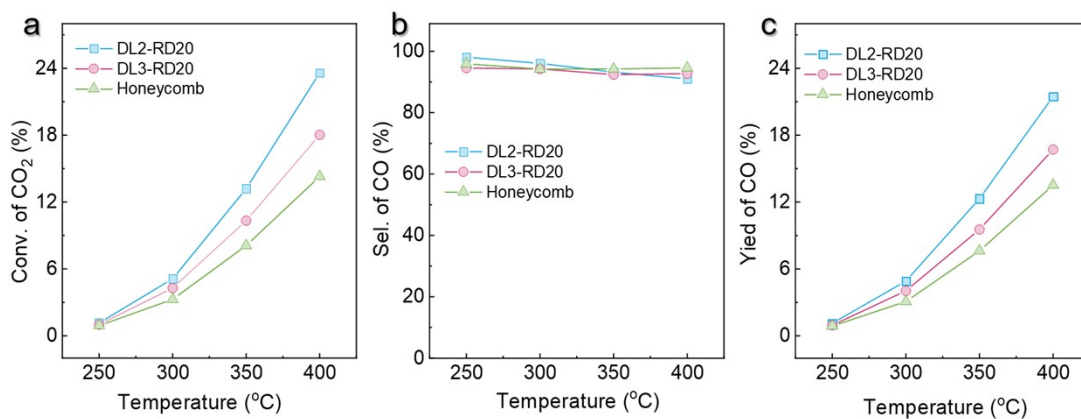 a
DL2-RD20
DL3-RD20
Honeycomb
24
18
12
6
0
Conv. of CO₂ (%)
250 300 350 400
Temperature (°C)
b
100
80
60
40
20
0
Sel. of CO (%)
DL2-RD20
DL3-RD20
Honeycomb
250 300 350 400
Temperature (°C)
c
DL2-RD20
DL3-RD20
Honeycomb
24
18
12
6
0
Yied of CO (%)
250 300 350 400
Temperature (°C)